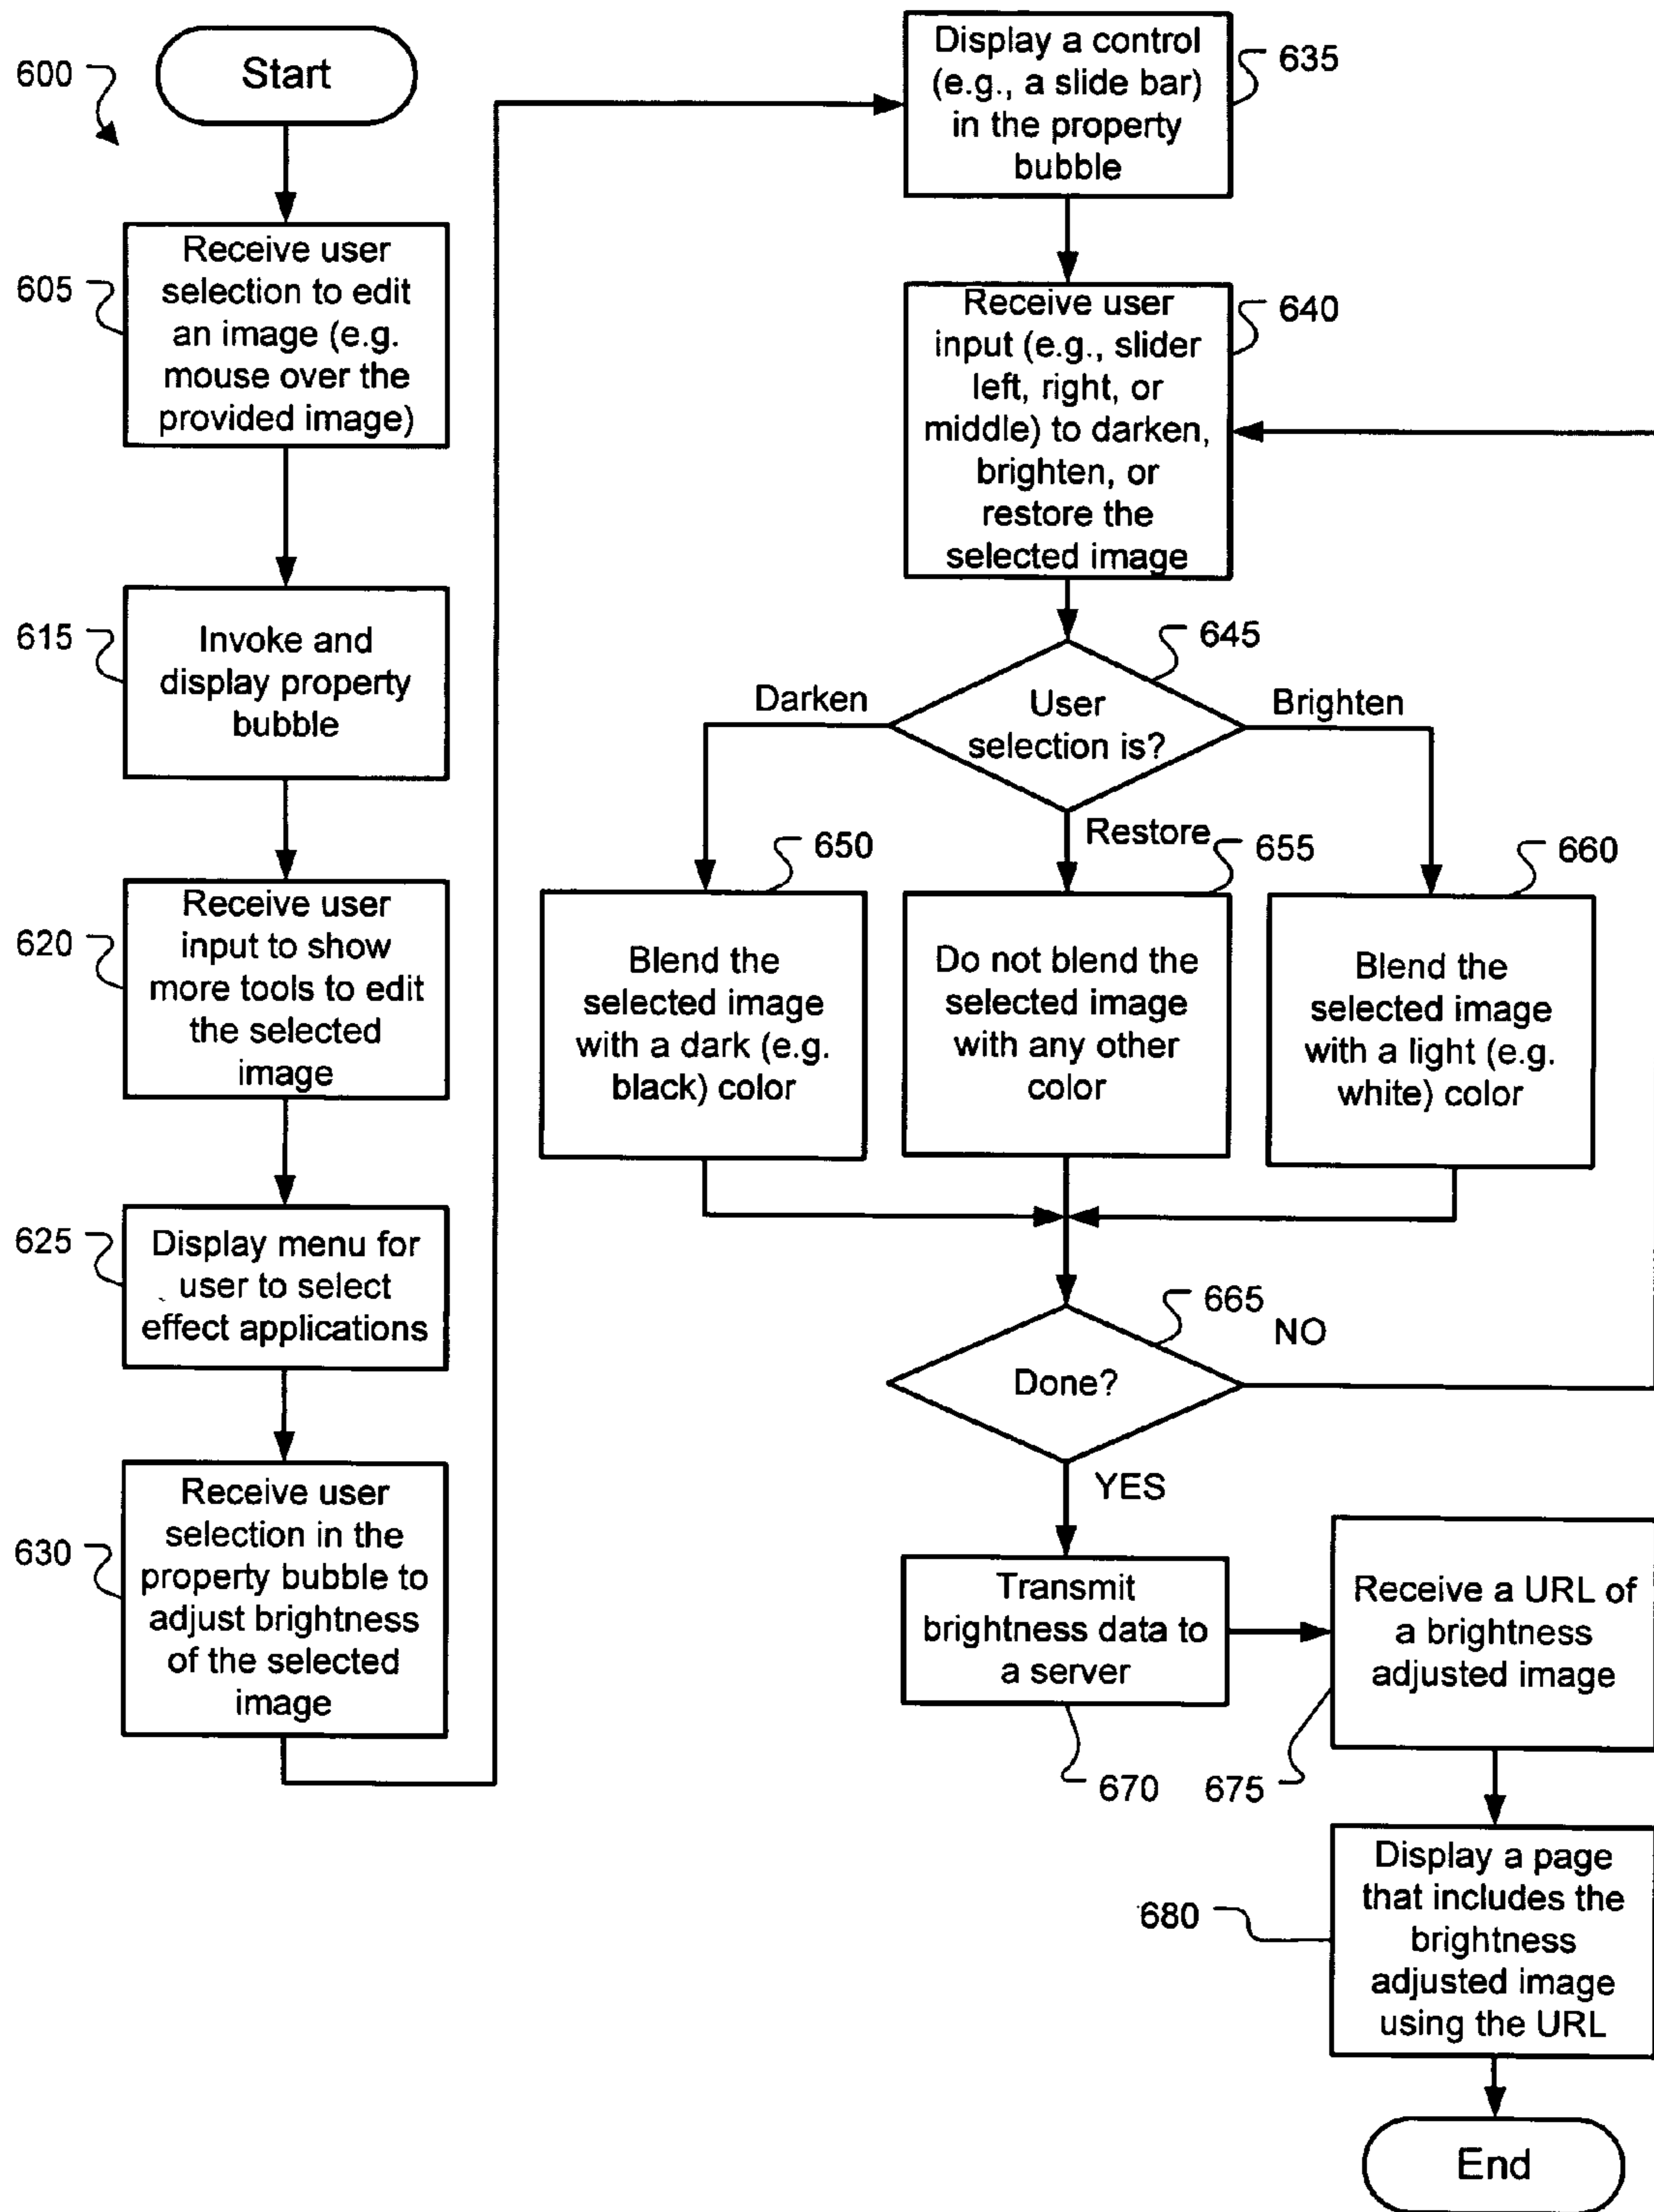 600
Start
605
Receive user
selection to edit
an image (e.g.
mouse over the
provided image)
615
Invoke and
display property
bubble
620
Receive user
input to show
more tools to edit
the selected
image
625
Display menu for
user to select
effect applications
630
Receive user
selection in the
property bubble to
adjust brightness
of the selected
image
Display a control
(e.g., a slide bar)
in the property
bubble
635
Receive user
input (e.g., slider
left, right, or
middle) to darken,
brighten, or
restore the
selected image
640
645
User
selection is?
Darken
Restore
Brighten
650
Blend the
selected image
with a dark (e.g.
black) color
655
Do not blend the
selected image
with any other
color
660
Blend the
selected image
with a light (e.g.
white) color
665
Done?
NO
YES
Transmit
brightness data to
a server
670
Receive a URL of
a brightness
adjusted image
675
680
Display a page
that includes the
brightness
adjusted image
using the URL
End